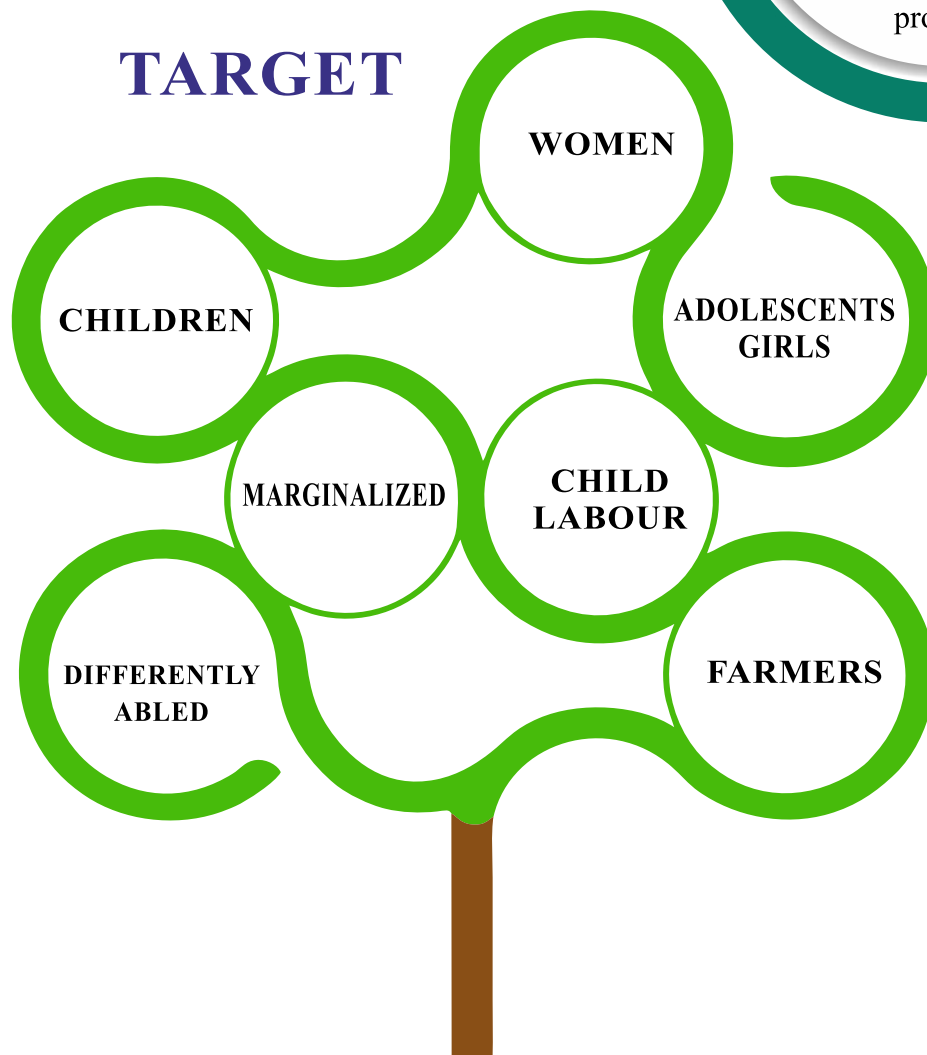 TARGET
WOMEN
CHILDREN
ADOLESCENTS
GIRLS
MARGINALIZED
CHILD
LABOUR
DIFFERENTLY
ABLED
FARMERS